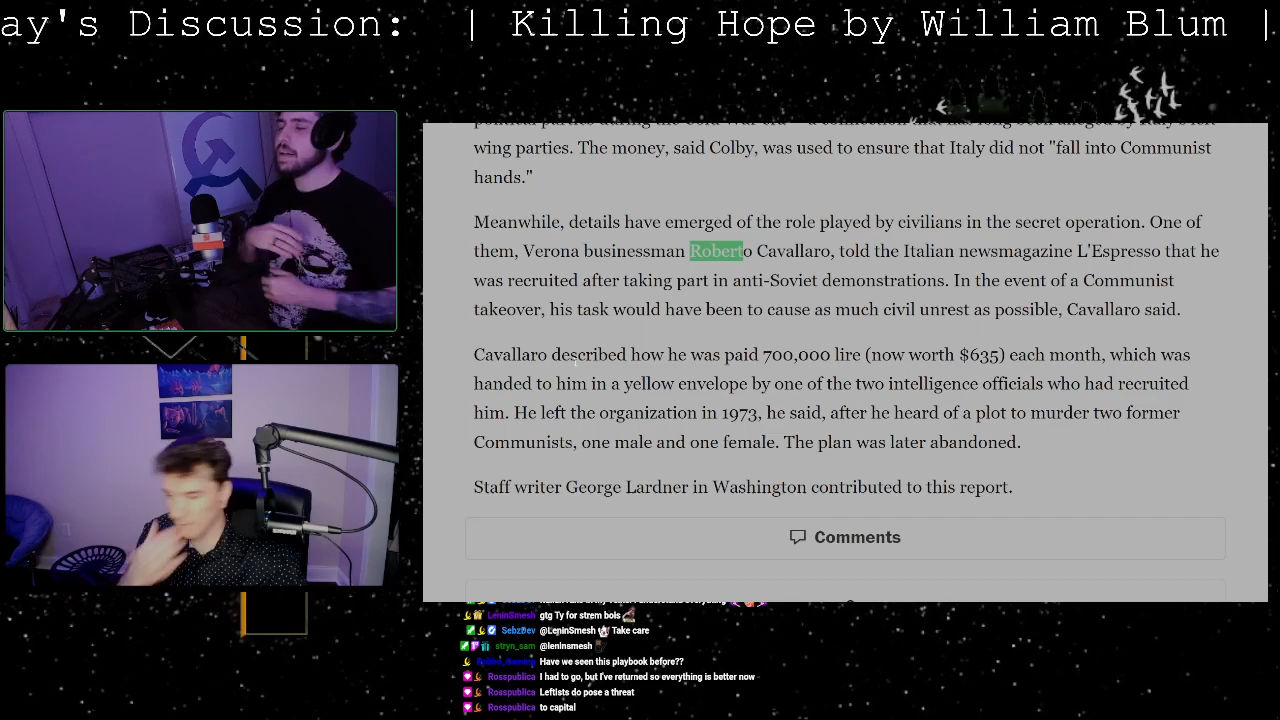 ay's Discussion: | Killing Hope by William Blum |
wing parties. The money, said Colby, was used to ensure that Italy did not "fall into Communist
hands."
Meanwhile, details have emerged of the role played by civilians in the secret operation. One of
them, Verona businessman Roberto Cavallaro, told the Italian newsmagazine L'Espresso that he
was recruited after taking part in anti-Soviet demonstrations. In the event of a Communist
takeover, his task would have been to cause as much civil unrest as possible, Cavallaro said.
Cavallaro described how he was paid 700,000 lire (now worth $635) each month, which was
handed to him in a yellow envelope by one of the two intelligence officials who had recruited
him. He left the organization in 1973, he said, after he heard of a plot to murder two former
Communists, one male and one female. The plan was later abandoned.
Staff writer George Lardner in Washington contributed to this report.
Comments
LeninSmesh gtg Ty for strem bois
SebzDev @LeninSmesh Take care
stryn_sam @leninsmesh
Have we seen this playbook before??
Rosspublica I had to go, but I've returned so everything is better now
Rosspublica Leftists do pose a threat
Rosspublica to capital